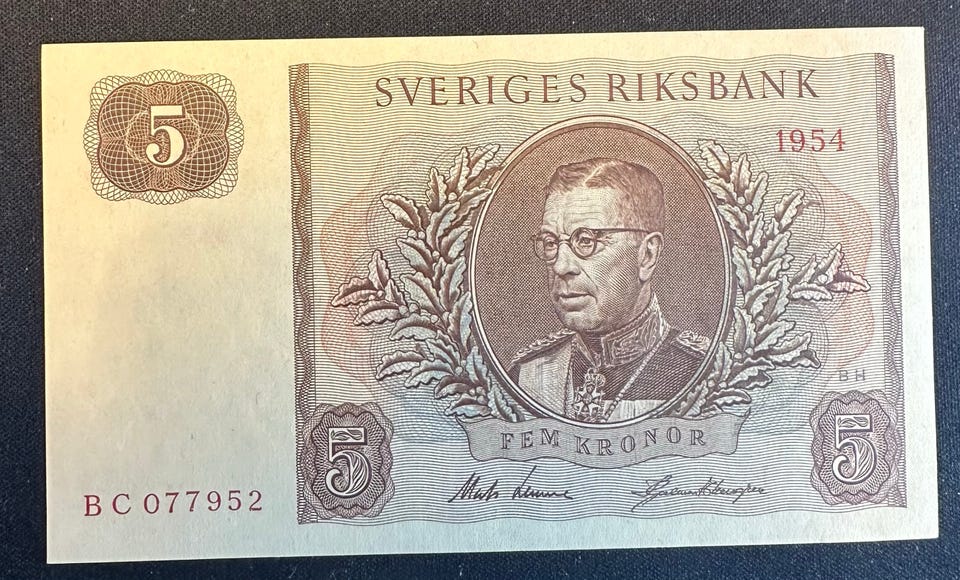 5
SVERIGES RIKSBANK
1954
BH
FEM KRONOR
5
5
BC 077952